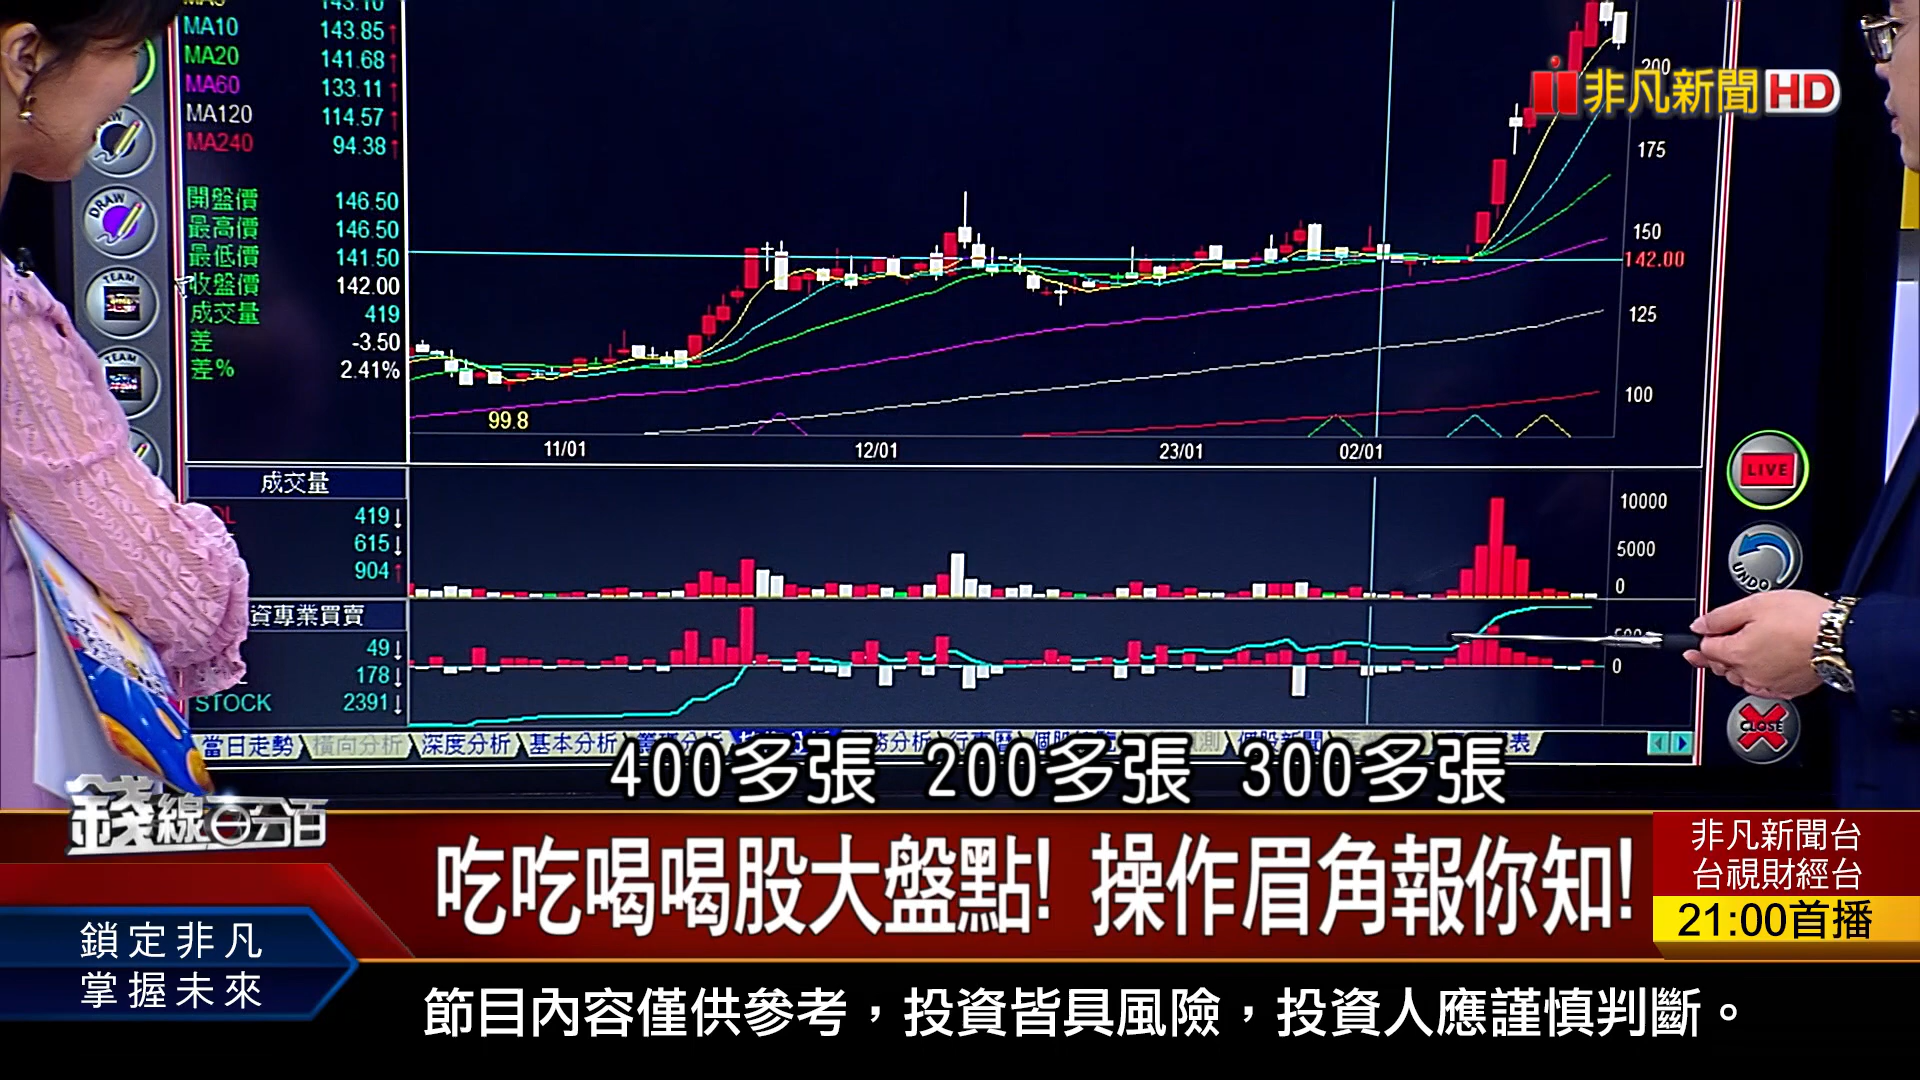 143.10
MA10 143.85↑
MA20 141.68↑
MA60 133.11↑
MA120 114.57↑
MA240 94.38↑
開盤價 146.50
最高價 146.50
最低價 141.50
收盤價 142.00
成交量 419
差 -3.50
差% 2.41%
99.8
11/01 12/01 23/01 02/01
200
175
150
142.00
125
100
非凡新聞HD
DRAW
TEAM
TEAM
LIVE
UNDO
CLOSE
成交量
419↓
615↓
904↑
10000
5000
0
資專業買賣
49↓
178↓
STOCK 2391↓
0
當日走勢 橫向分析 深度分析 基本分析
400多張 200多張 300多張
錢線百分百
吃吃喝喝股大盤點! 操作眉角報你知!
非凡新聞台
台視財經台
21:00首播
鎖定非凡
掌握未來
節目內容僅供參考，投資皆具風險，投資人應謹慎判斷。